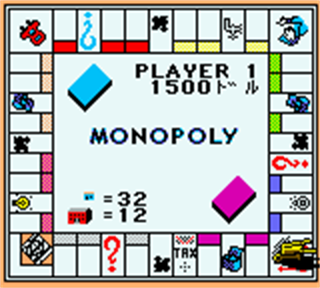 ?
PLAYER 1
1500ドル
MONOPOLY
=32
=12
?
?
TAX